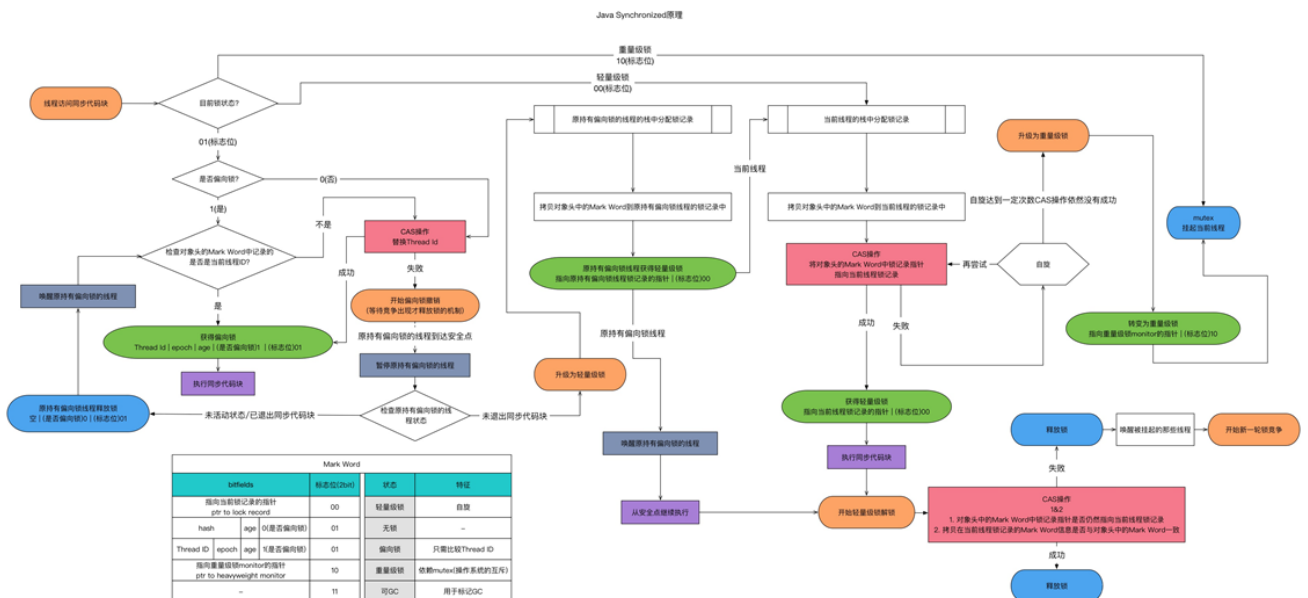 Java Synchronized原理
重量级锁
10(标志位)
轻量级锁
00(标志位)
线程访问同步代码块
目前锁状态?
01(标志位)
是否偏向锁?
0(否)
1(是)
不是
检查对象头的Mark Word中记录的
是否是当前线程ID?
CAS操作
替换Thread Id
成功
失败
唤醒原持有偏向锁的线程
是
开始偏向锁撤销
(等待竞争出现才释放锁的机制)
获得偏向锁
Thread Id | epoch | age | (是否偏向锁)1 | (标志位)01
原持有偏向锁的线程到达安全点
暂停原持有偏向锁的线程
执行同步代码块
原持有偏向锁线程释放锁
空 | (是否偏向锁)0 | (标志位)01
未活动状态/已退出同步代码块
检查原持有偏向锁的线
程状态
未退出同步代码块
升级为轻量级锁
原持有偏向锁的线程的栈中分配锁记录
拷贝对象头中的Mark Word到原持有偏向锁线程的锁记录中
原持有偏向锁线程获得轻量级锁
指向原持有偏向锁线程锁记录的指针 | (标志位)00
当前线程
原持有偏向锁线程
唤醒原持有偏向锁的线程
从安全点继续执行
当前线程的栈中分配锁记录
拷贝对象头中的Mark Word到当前线程的锁记录中
CAS操作
将对象头的Mark Word中锁记录指针
指向当前线程锁记录
再尝试
自旋
自旋达到一定次数CAS操作依然没有成功
升级为重量级锁
mutex
挂起当前线程
转变为重量级锁
指向重量级锁monitor的指针 | (标志位)10
成功
失败
获得轻量级锁
指向当前线程锁记录的指针 | (标志位)00
执行同步代码块
开始轻量级锁解锁
CAS操作
1&2
1. 对象头中的Mark Word中锁记录指针是否仍然指向当前线程锁记录
2. 拷贝在当前线程锁记录的Mark Word信息是否与对象头中的Mark Word一致
失败
释放锁
唤醒被挂起的那些线程
开始新一轮锁竞争
成功
释放锁
Mark Word
bitfields 标志位(2bit) 状态 特征
指向当前锁记录的指针
ptr to lock record 00 轻量级锁 自旋
hash age 0(是否偏向锁) 01 无锁 –
Thread ID epoch age 1(是否偏向锁) 01 偏向锁 只需比较Thread ID
指向重量级锁monitor的指针
ptr to heavyweight monitor 10 重量级锁 依赖mutex(操作系统的互斥)
– 11 可GC 用于标记GC